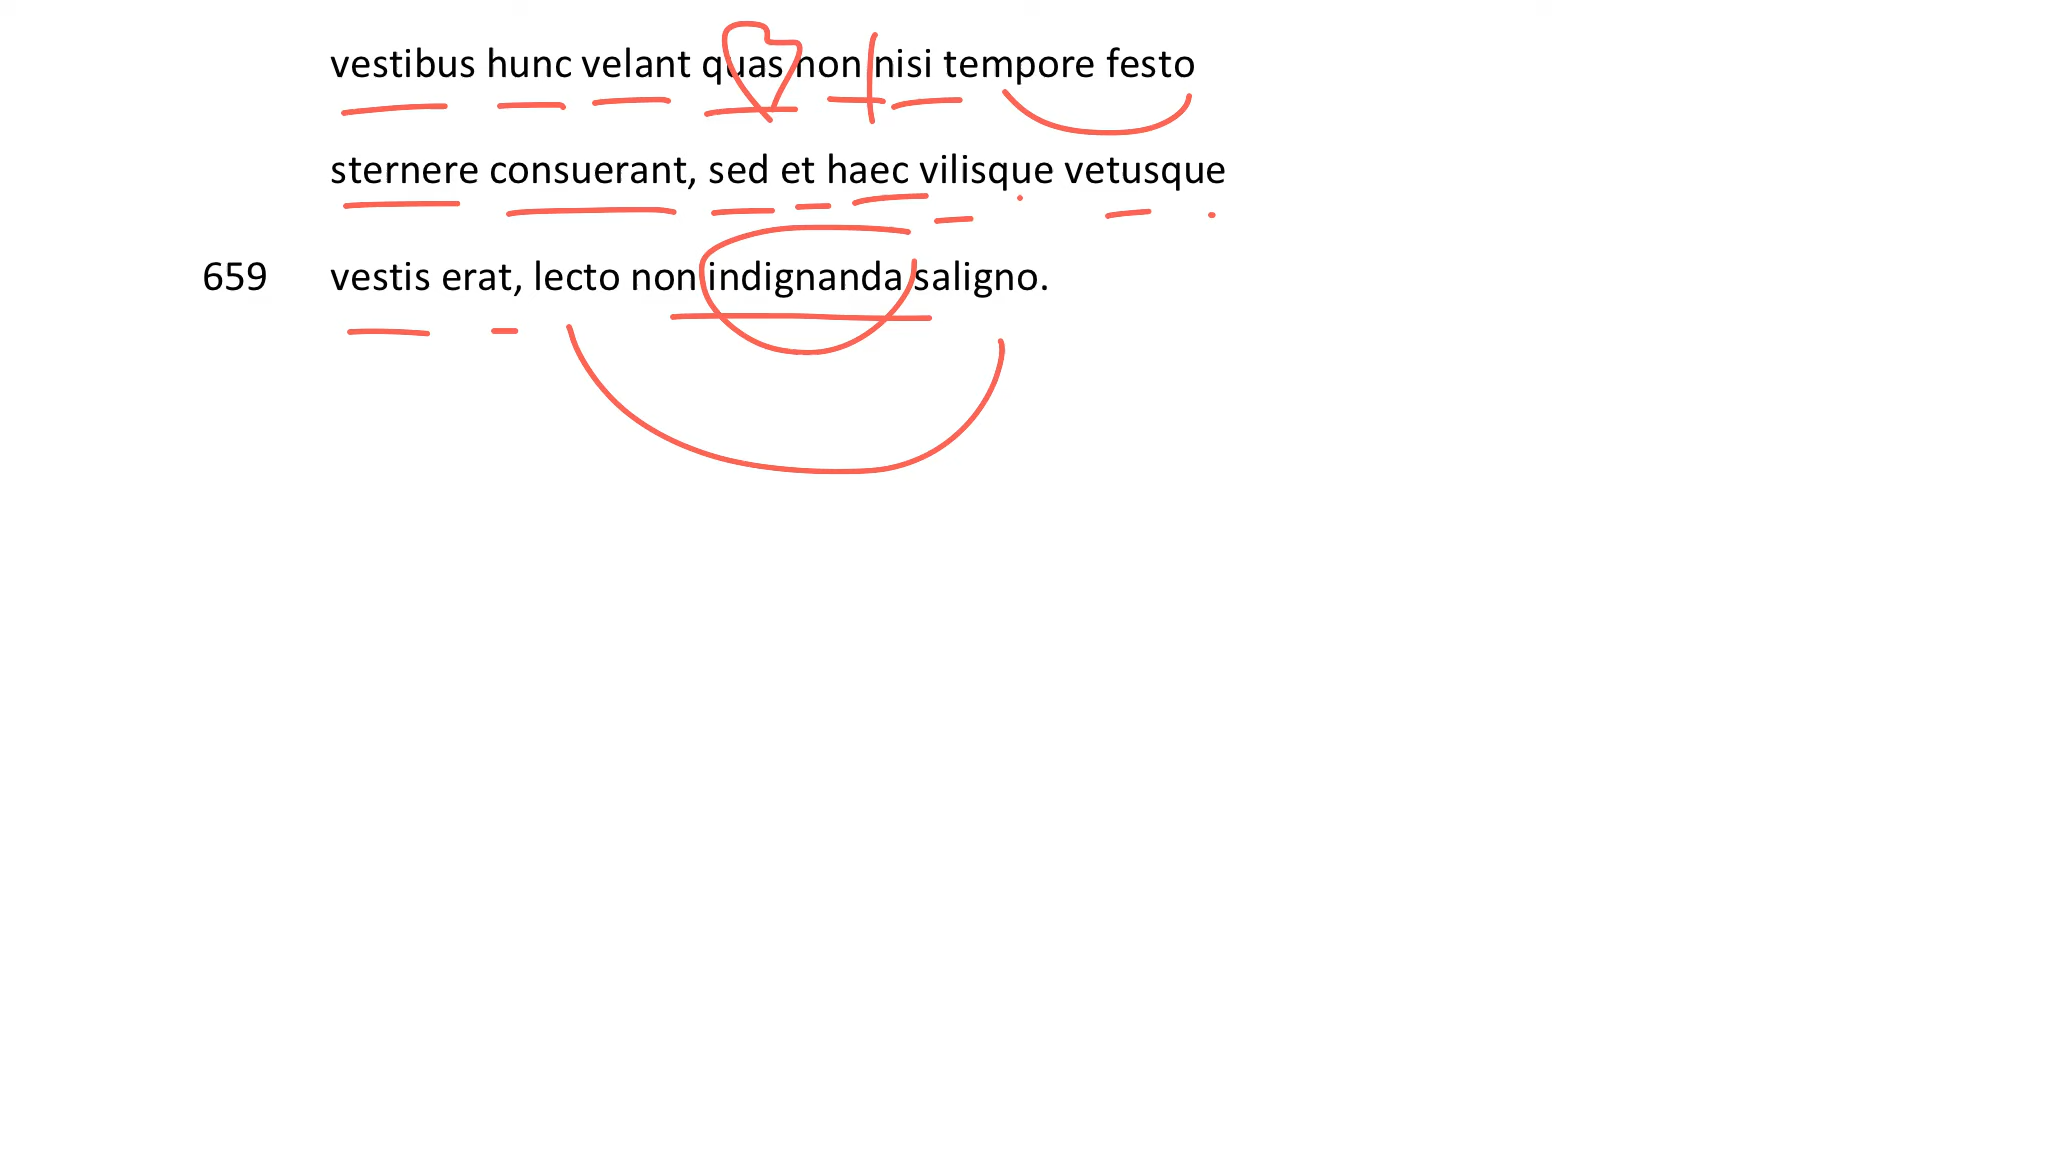 vestibus hunc velant quas non nisi tempore festo
sternere consuerant, sed et haec vilisque vetusque
659 vestis erat, lecto non indignanda saligno.